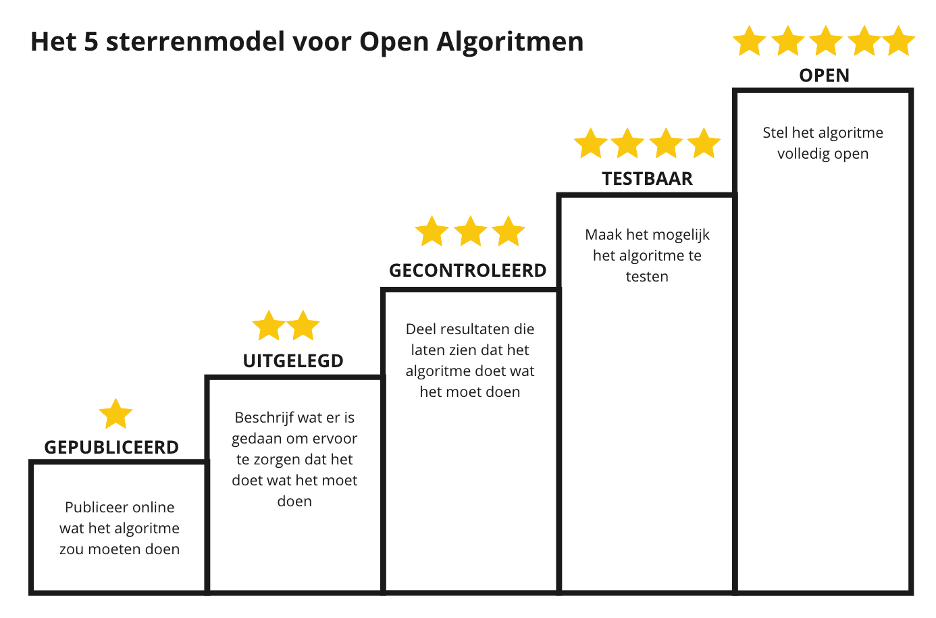 Het 5 sterrenmodel voor Open Algoritmen
GEPUBLICEERD
Publiceer online
wat het algoritme
zou moeten doen
UITGELEGD
Beschrijf wat er is
gedaan om ervoor
te zorgen dat het
doet wat het moet
doen
GECONTROLEERD
Deel resultaten die
laten zien dat het
algoritme doet wat
het moet doen
TESTBAAR
Maak het mogelijk
het algoritme te
testen
OPEN
Stel het algoritme
volledig open